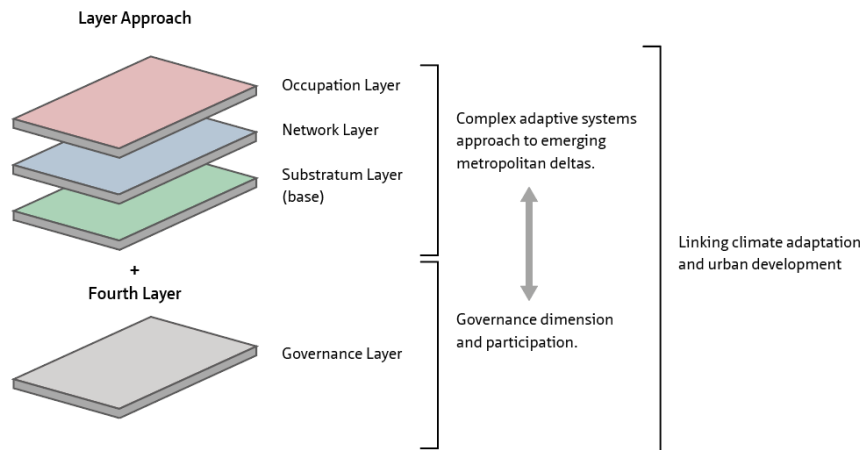 Layer Approach
Occupation Layer
Network Layer
Substratum Layer
(base)
+
Fourth Layer
Governance Layer
Complex adaptive systems
approach to emerging
metropolitan deltas.
Governance dimension
and participation.
Linking climate adaptation
and urban development